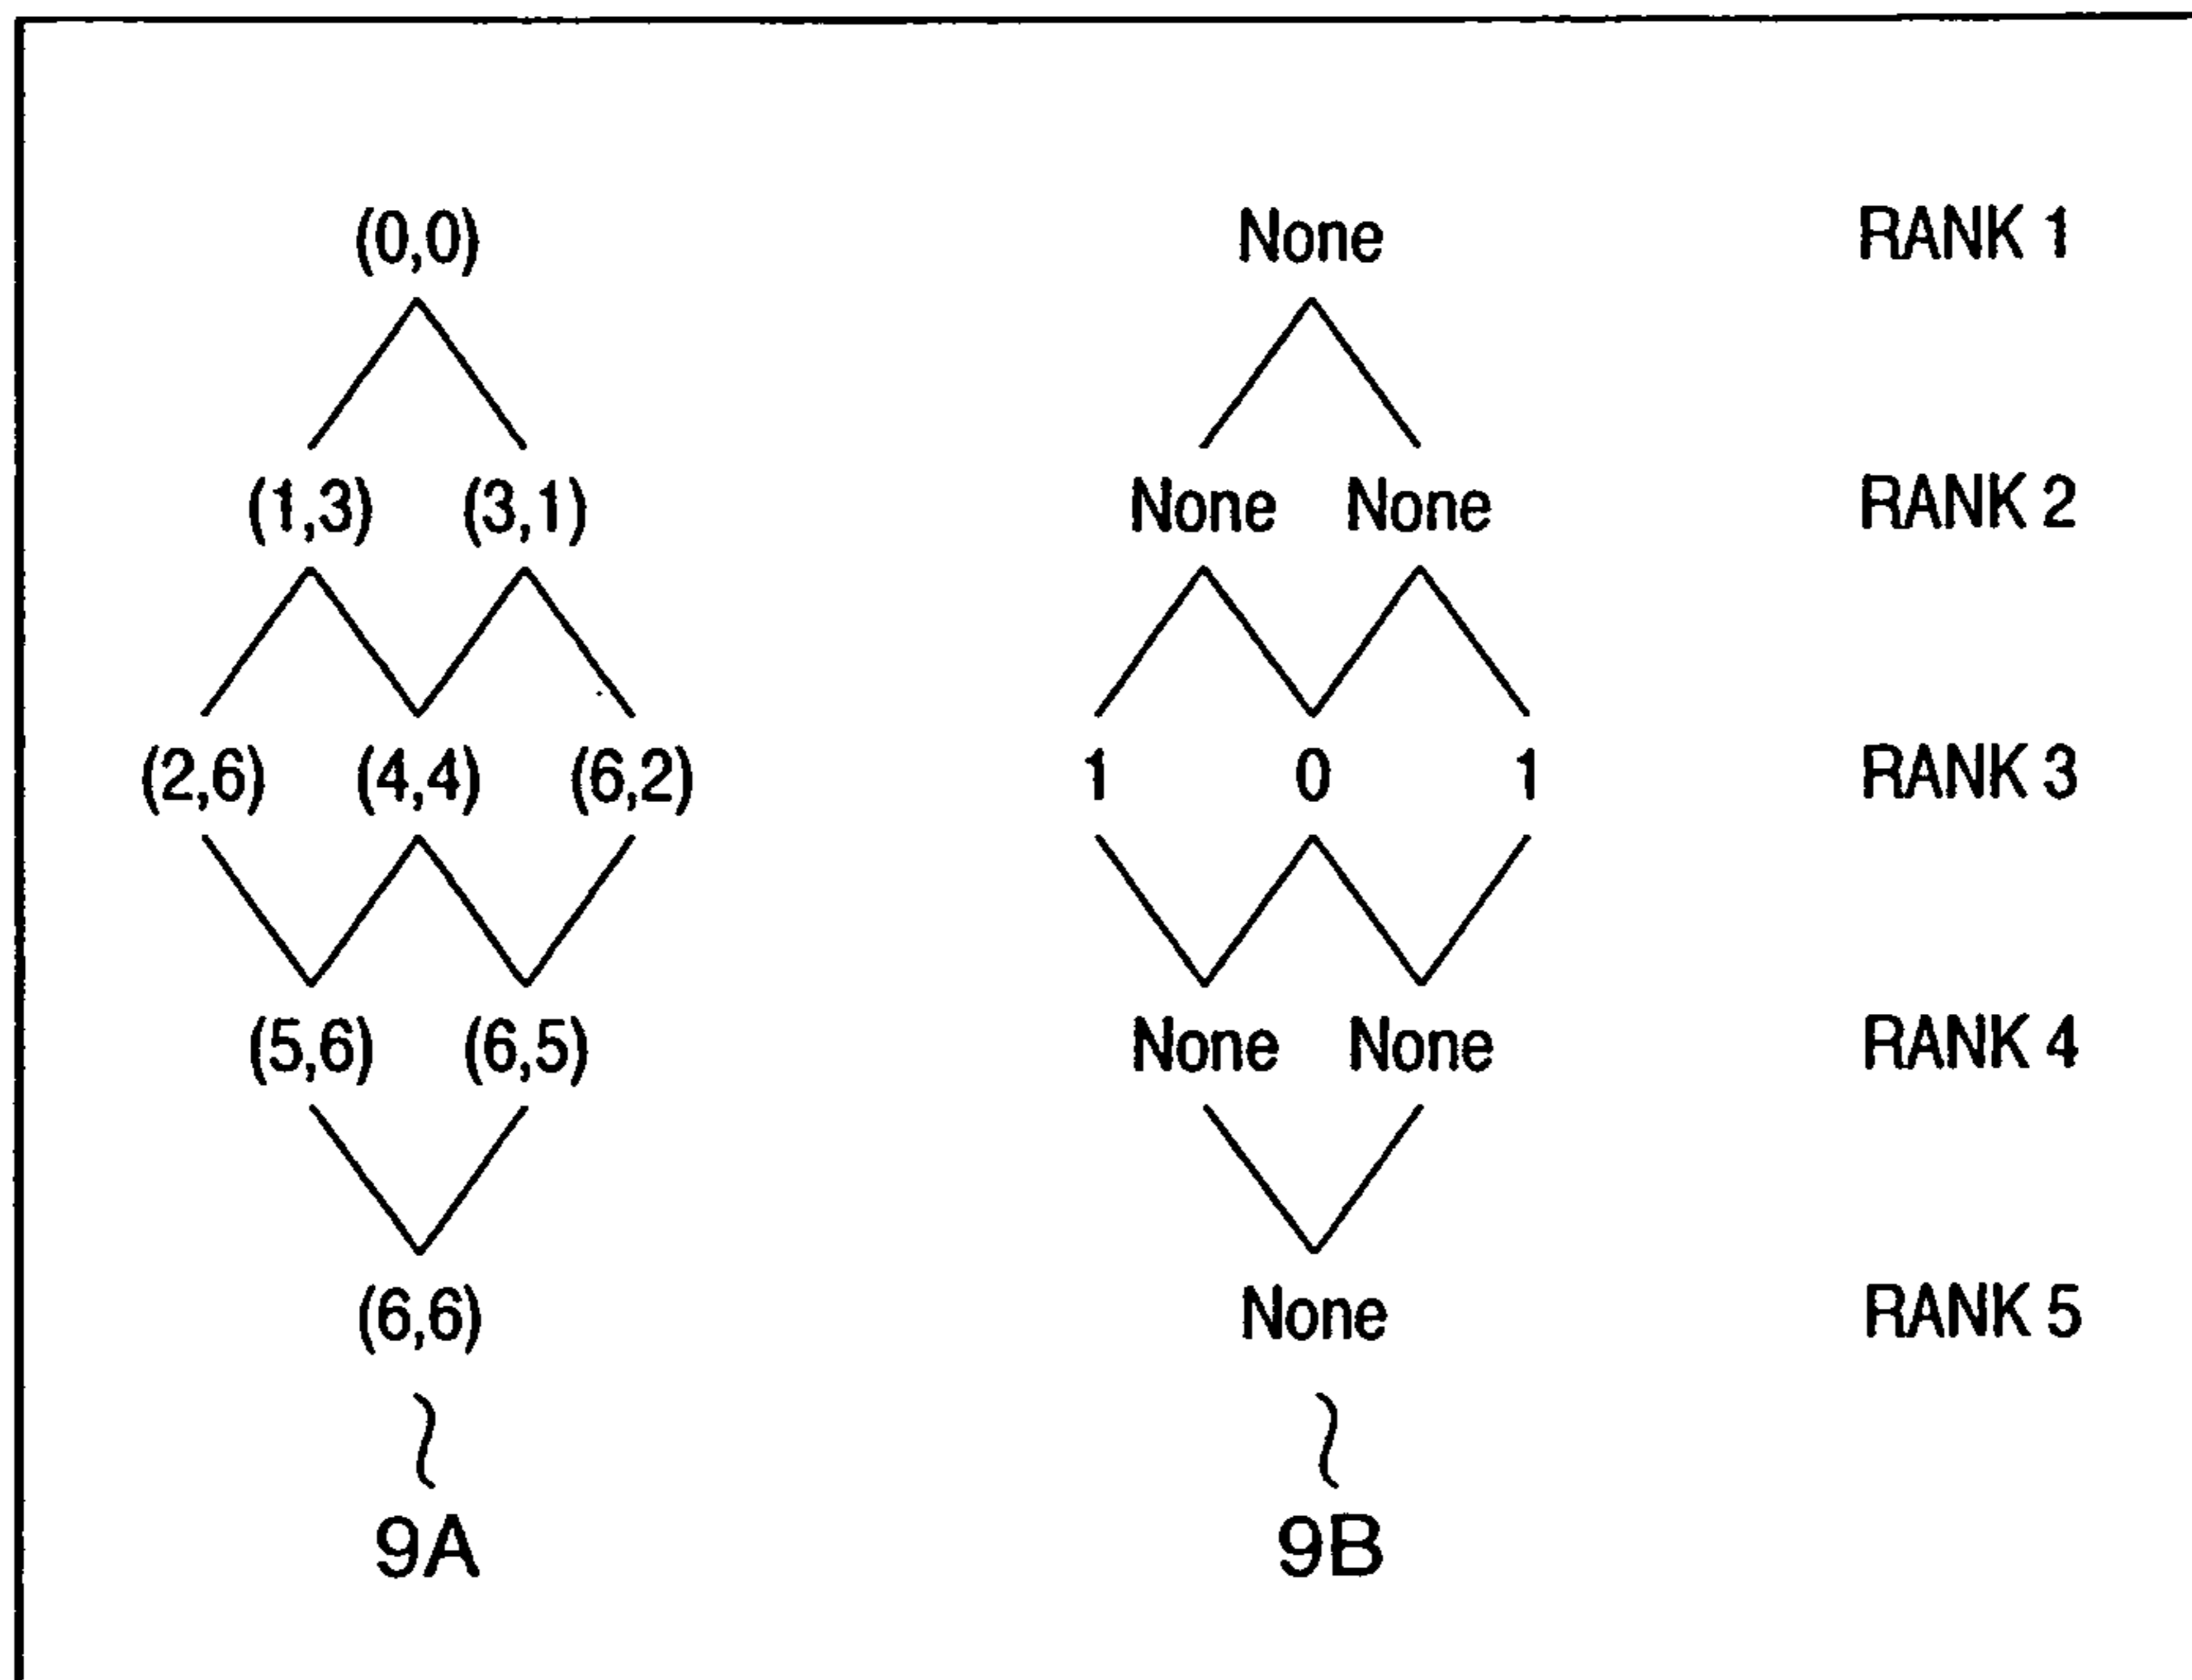 (0,0) None RANK 1
(1,3) (3,1) None None RANK 2
(2,6) (4,4) (6,2) 1 0 1 RANK 3
(5,6) (6,5) None None RANK 4
(6,6) None RANK 5
9A 9B